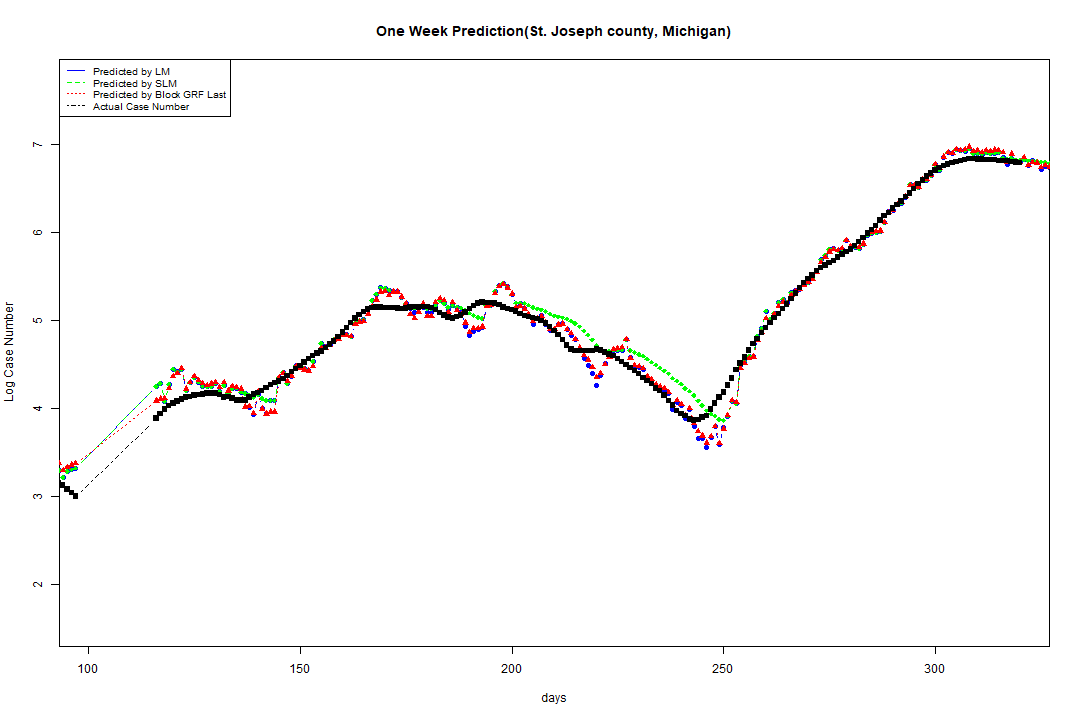 One Week Prediction(St. Joseph county, Michigan)
Predicted by LM
Predicted by SLM
Predicted by Block GRF Last
Actual Case Number
7
6
5
4
3
2
Log Case Number
100 150 200 250 300
days